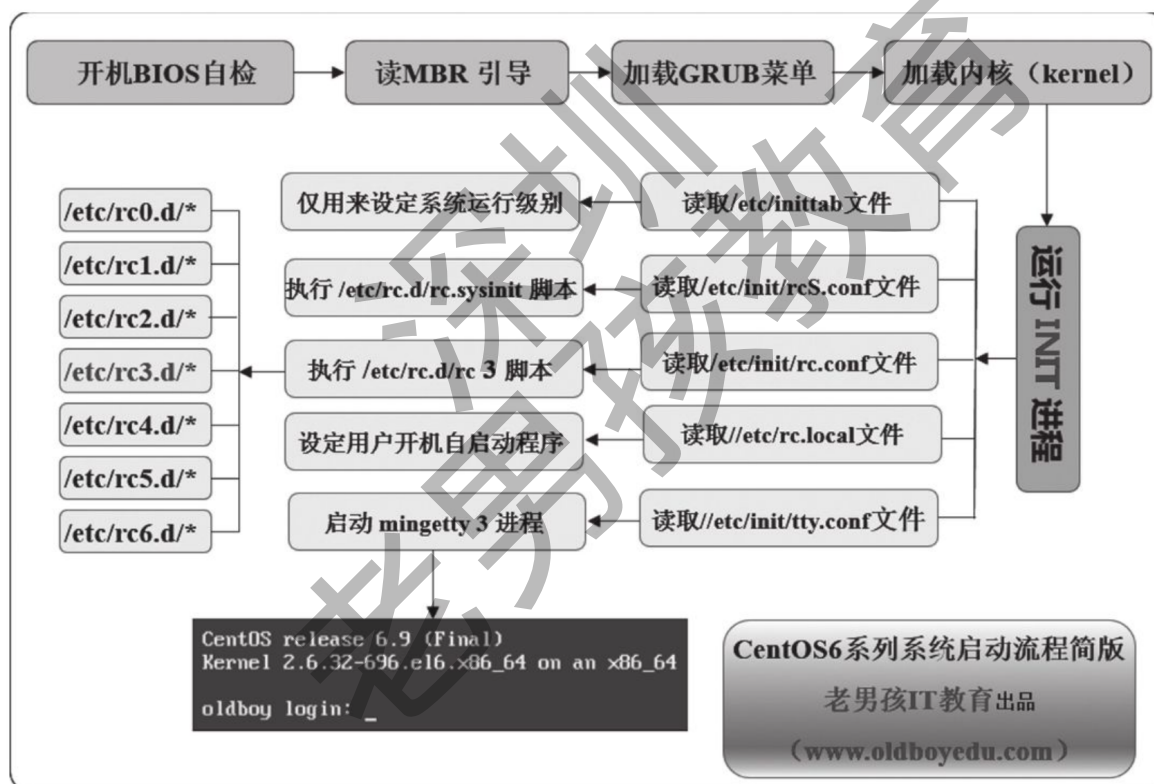 开机BIOS自检
读MBR 引导
加载GRUB菜单
加载内核（kernel）
运行 INIT 进程
读取/etc/inittab文件
仅用来设定系统运行级别
读取/etc/init/rcS.conf文件
执行 /etc/rc.d/rc.sysinit 脚本
读取/etc/init/rc.conf文件
执行 /etc/rc.d/rc 3 脚本
读取//etc/rc.local文件
设定用户开机自启动程序
读取//etc/init/tty.conf文件
启动 mingetty 3 进程
/etc/rc0.d/*
/etc/rc1.d/*
/etc/rc2.d/*
/etc/rc3.d/*
/etc/rc4.d/*
/etc/rc5.d/*
/etc/rc6.d/*
CentOS release 6.9 (Final)
Kernel 2.6.32-696.el6.x86_64 on an x86_64
oldboy login: _
CentOS6系列系统启动流程简版
老男孩IT教育出品
（www.oldboyedu.com）
深圳
老男孩教育